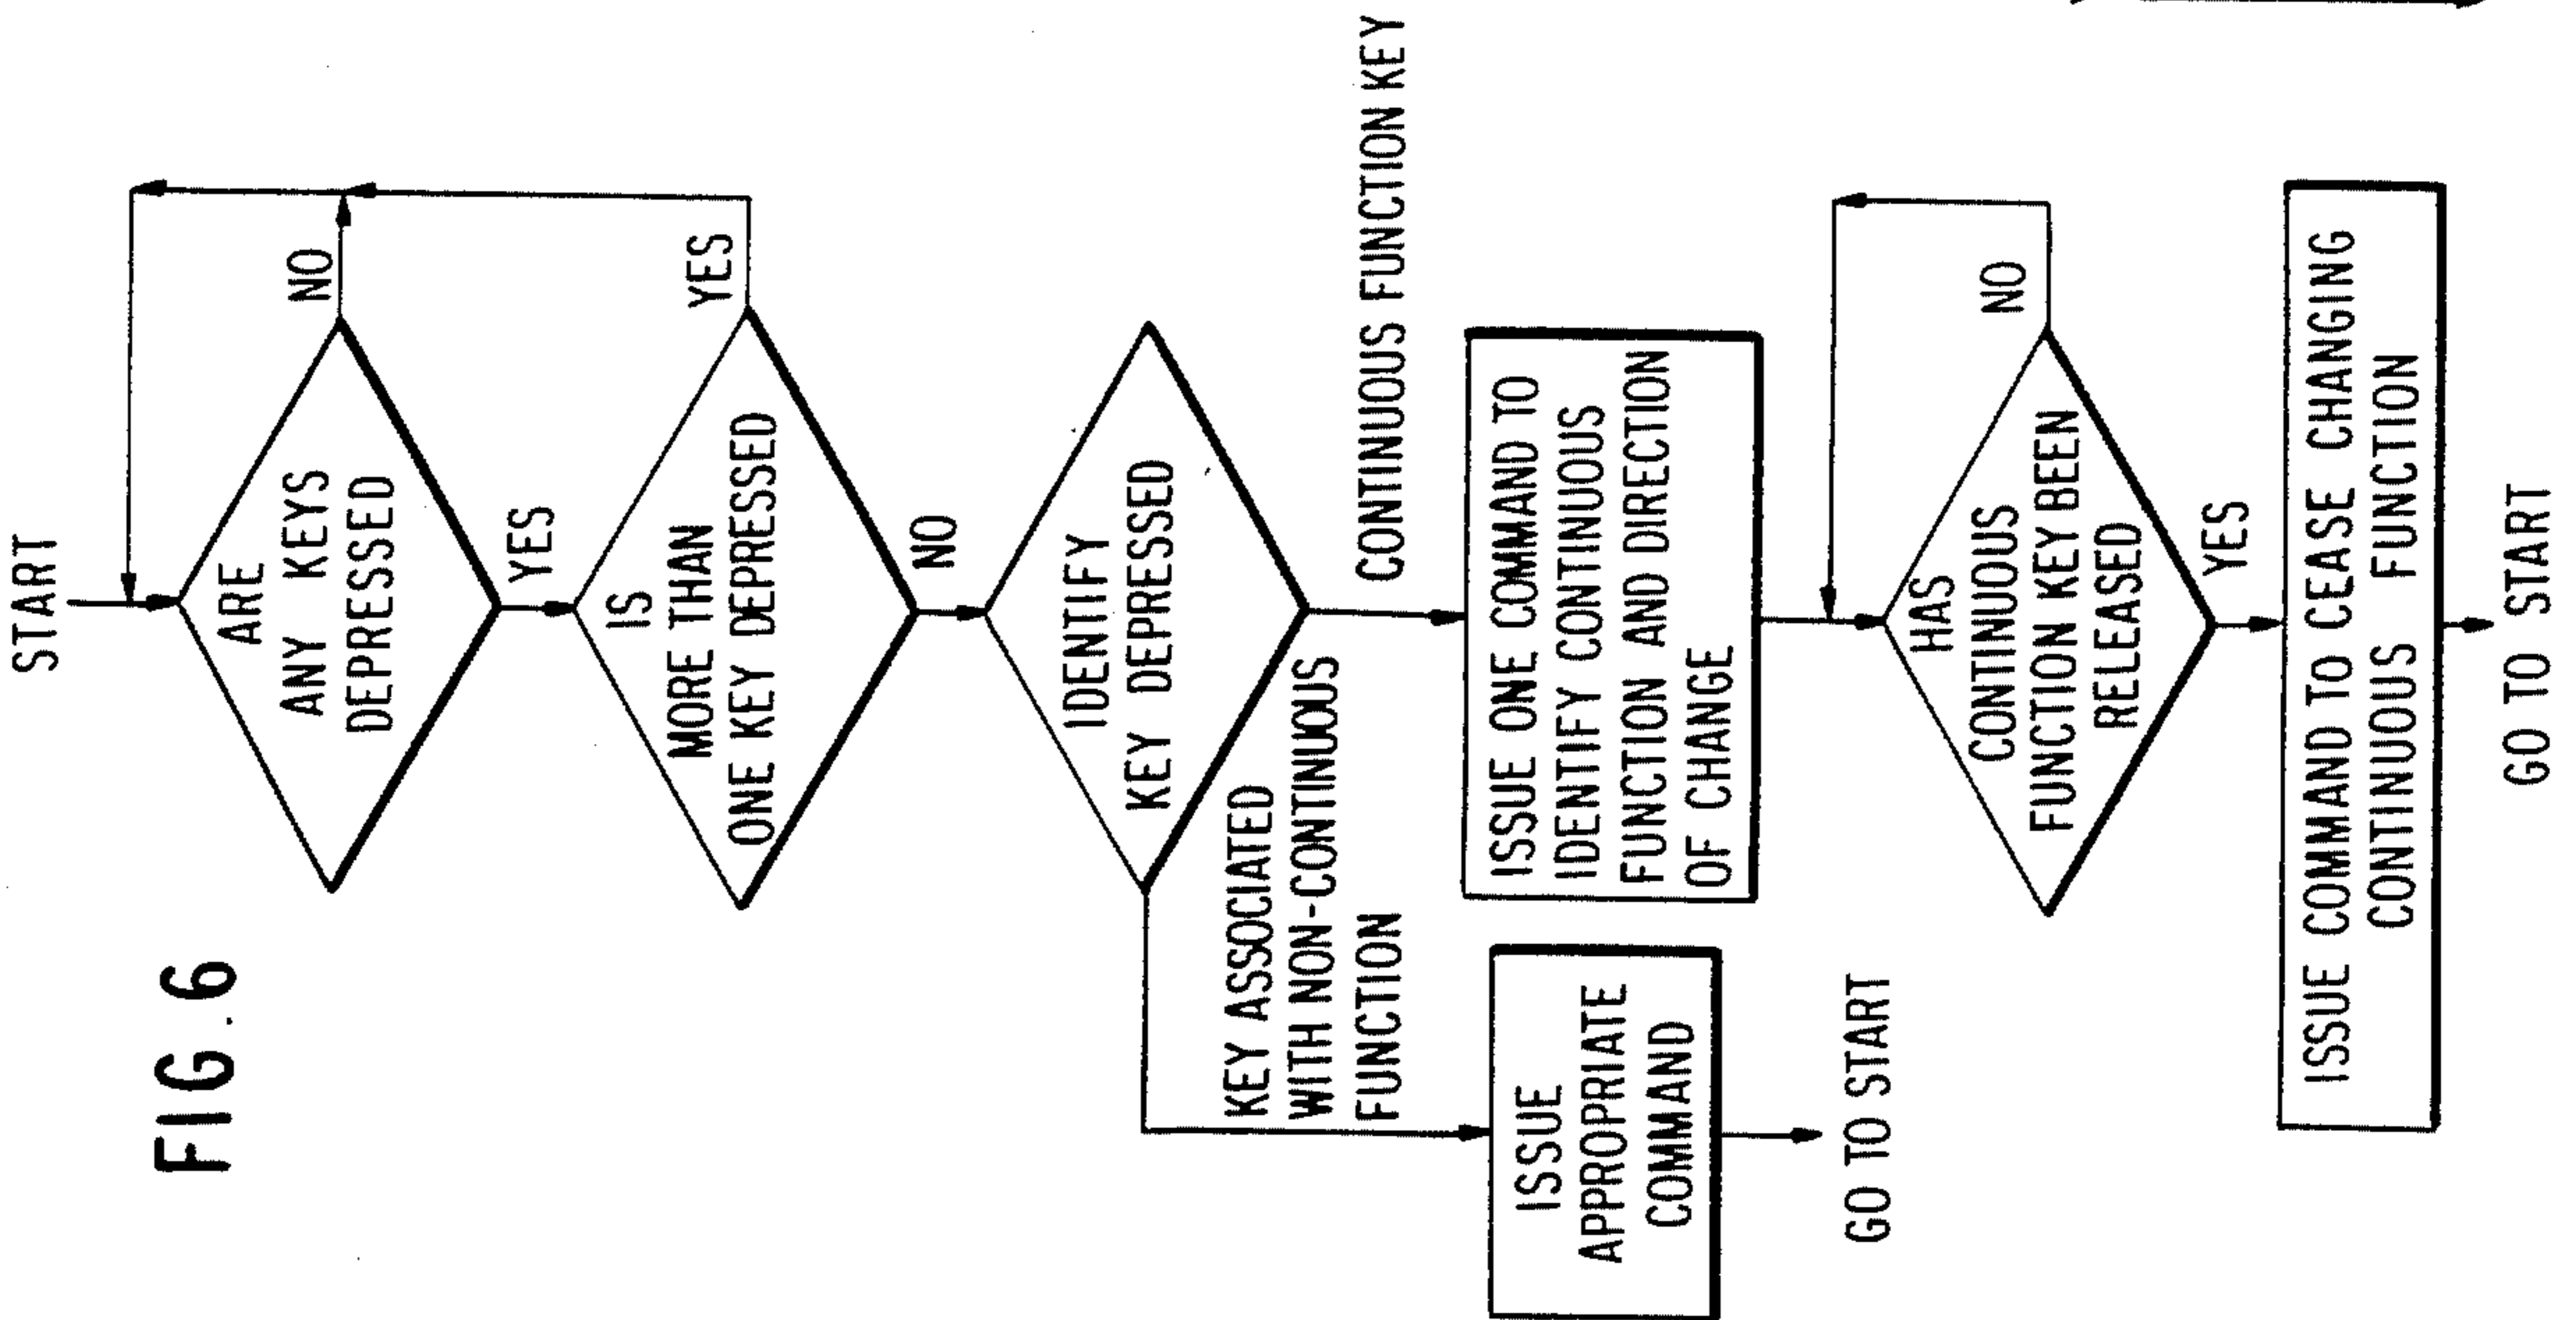 FIG. 6
START
ARE
ANY KEYS
DEPRESSED
NO
YES
IS
MORE THAN
ONE KEY DEPRESSED
YES
NO
IDENTIFY
KEY DEPRESSED
KEY ASSOCIATED
WITH NON-CONTINUOUS
FUNCTION
CONTINUOUS FUNCTION KEY
ISSUE
APPROPRIATE
COMMAND
GO TO START
ISSUE ONE COMMAND TO
IDENTIFY CONTINUOUS
FUNCTION AND DIRECTION
OF CHANGE
HAS
CONTINUOUS
FUNCTION KEY BEEN
RELEASED
NO
YES
ISSUE COMMAND TO CEASE CHANGING
CONTINUOUS FUNCTION
GO TO START